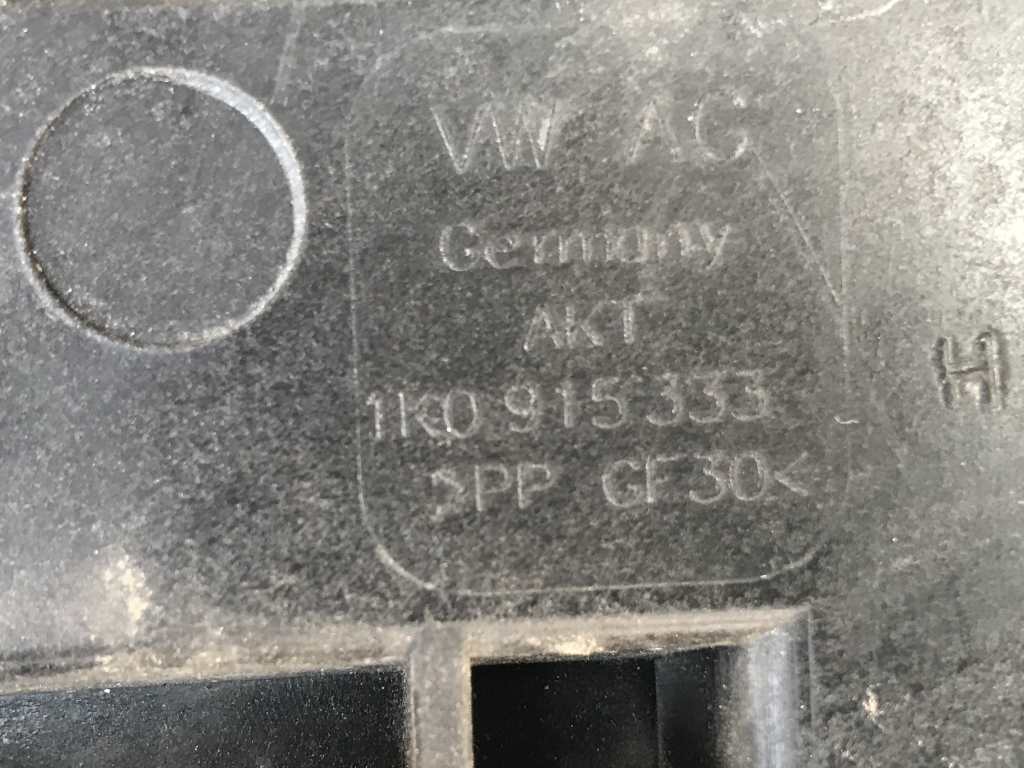 VW AG
Germany
AKT
1K0 915 333
>PP GF30<
H